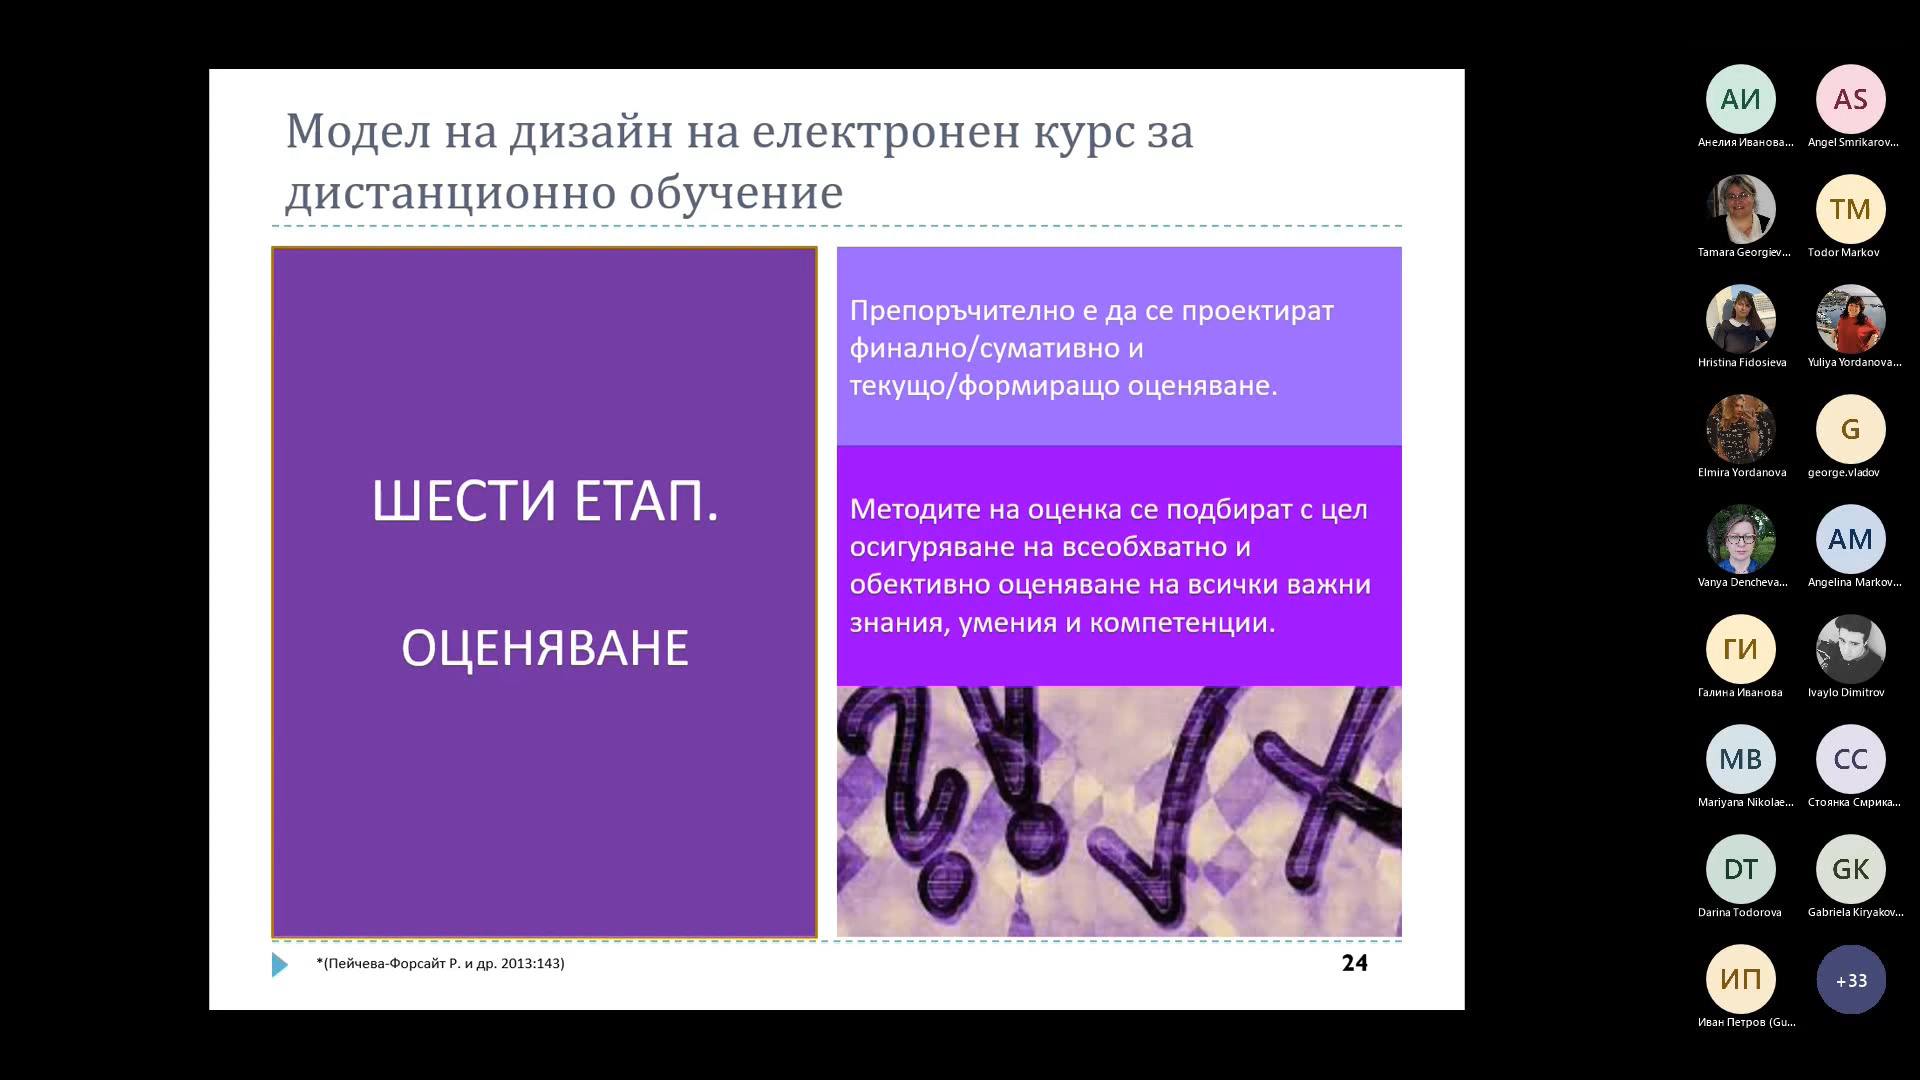 Модел на дизайн на електронен курс за
дистанционно обучение
ШЕСТИ ЕТАП.
ОЦЕНЯВАНЕ
Препоръчително е да се проектират
финално/сумативно и
текущо/формиращо оценяване.
Методите на оценка се подбират с цел
осигуряване на всеобхватно и
обективно оценяване на всички важни
знания, умения и компетенции.
*(Пейчева-Форсайт Р. и др. 2013:143)
24
АИ
Анелия Иванова...
AS
Angel Smrikarov...
Tamara Georgiev...
TM
Todor Markov
Hristina Fidosieva
Yuliya Yordanova...
Elmira Yordanova
G
george.vladov
Vanya Dencheva...
AM
Angelina Markov...
ГИ
Галина Иванова
Ivaylo Dimitrov
MB
Mariyana Nikolae...
СС
Стоянка Смрика...
DT
Darina Todorova
GK
Gabriela Kiryakov...
ИП
Иван Петров (Gu...
+33